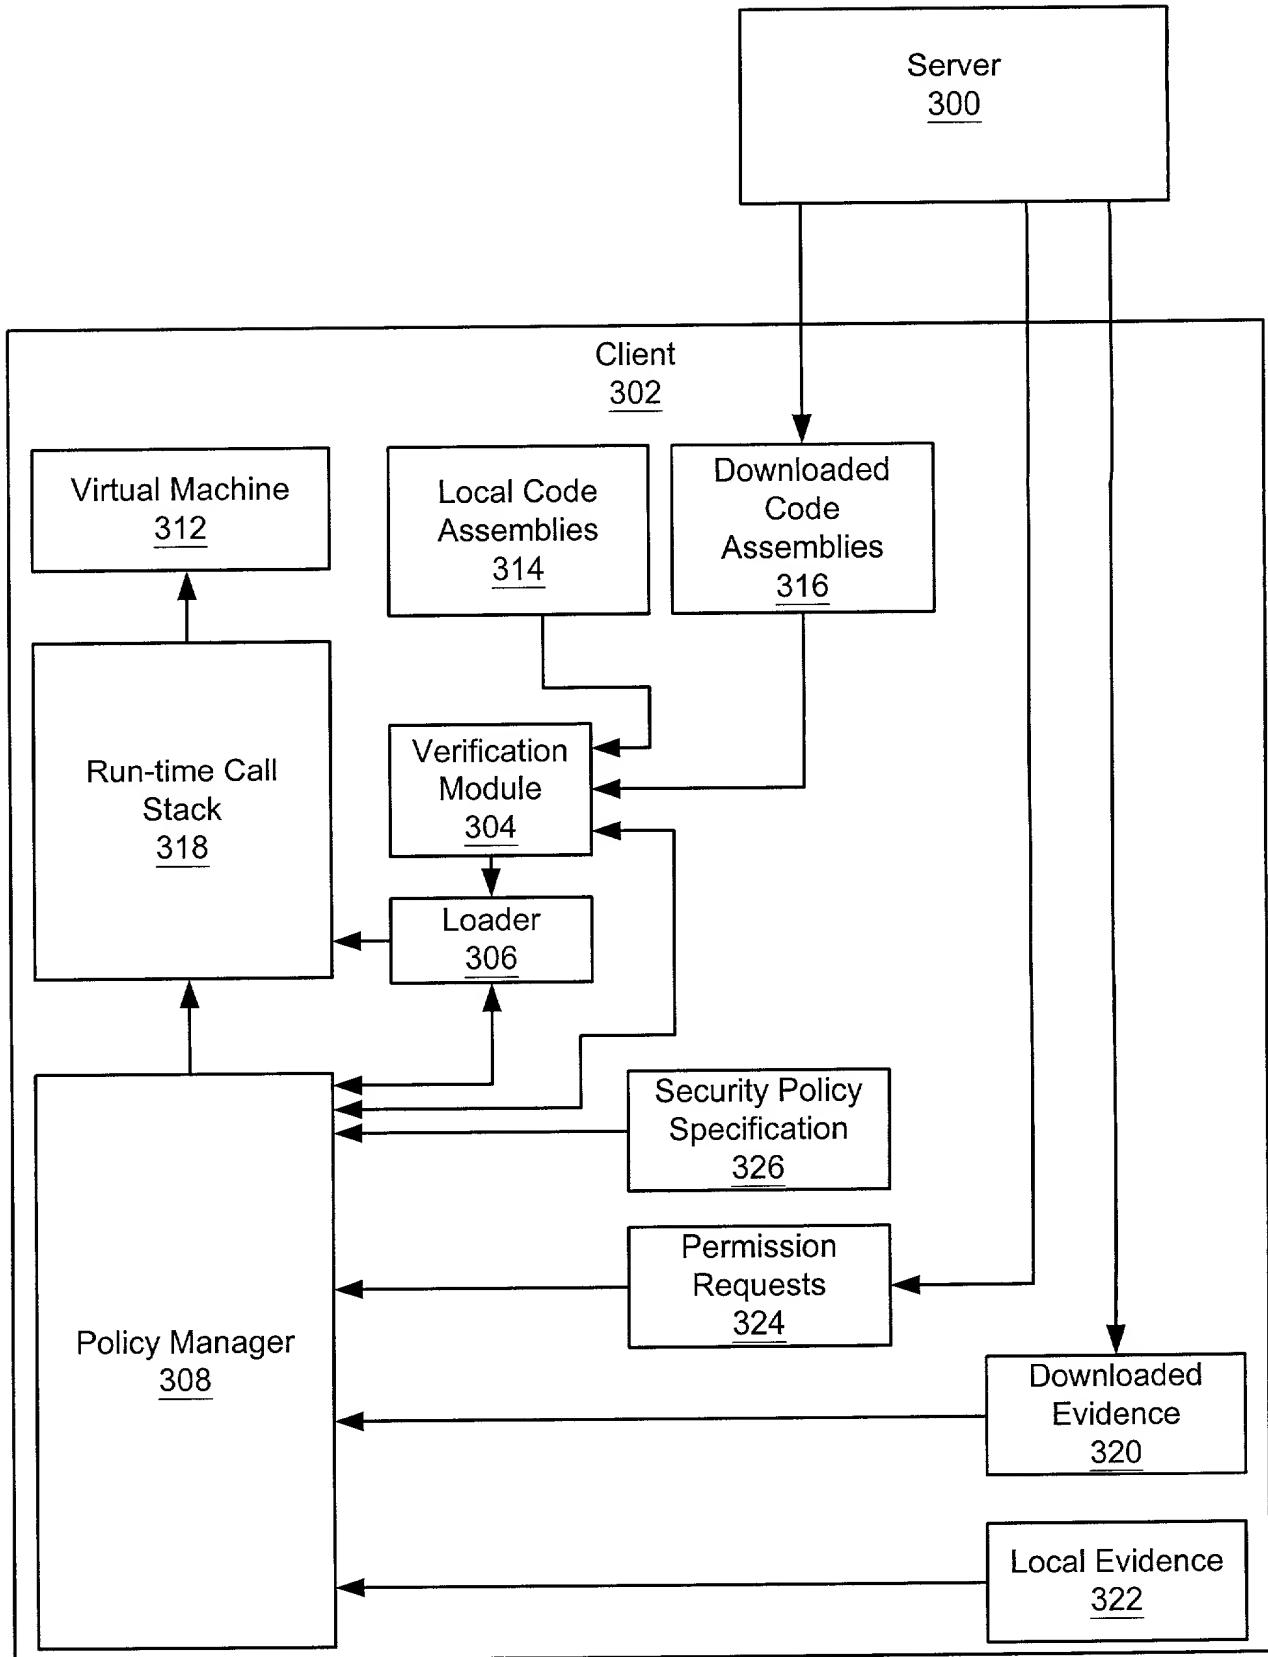 Server
300
Client
302
Virtual Machine
312
Local Code
Assemblies
314
Downloaded
Code
Assemblies
316
Run-time Call
Stack
318
Verification
Module
304
Loader
306
Security Policy
Specification
326
Permission
Requests
324
Policy Manager
308
Downloaded
Evidence
320
Local Evidence
322